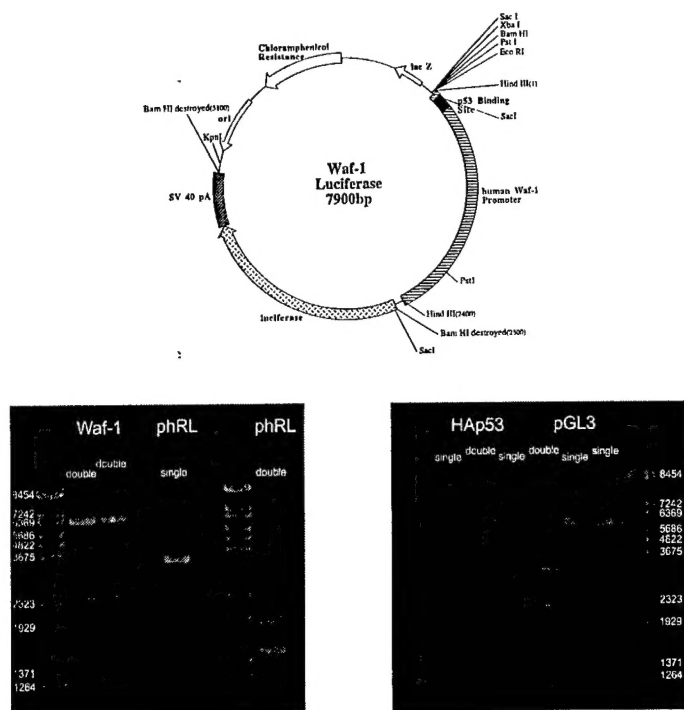 Sac I
Xba I
Bam HI
Pst I
Eco RI
Hind III(1)
p53 Binding
Site
SacI
lac Z
Chloramphenicol
Resistance
Bam HI destroyed(5100)
ori
KpnI
SV 40 pA
Waf-1
Luciferase
7900bp
human Waf-1
Promoter
PstI
Hind III(2400)
Bam HI destroyed(2500)
SacI
luciferase
Waf-1 phRL phRL
double double single double
8454
7242
6369
5686
4822
3675
2323
1929
1371
1264
HAp53 pGL3
single double single double single single
8454
7242
6369
5686
4822
3675
2323
1929
1371
1264